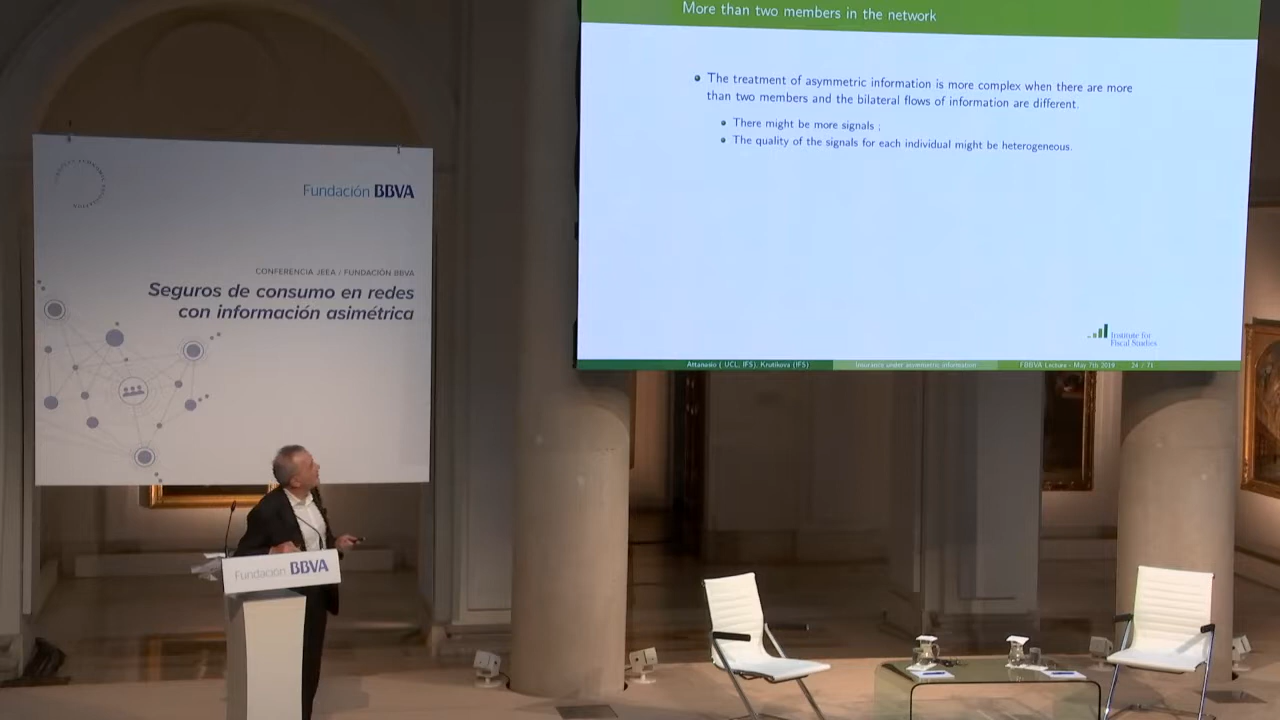 More than two members in the network
The treatment of asymmetric information is more complex when there are more
than two members and the bilateral flows of information are different.
There might be more signals ;
The quality of the signals for each individual might be heterogeneous.
Institute for
Fiscal Studies
Attanasio ( UCL, IFS), Krutikova (IFS)
Insurance under asymmetric information
FBBVA Lecture - May 7th 2019
24 / 71
Fundación BBVA
CONFERENCIA JEEA / FUNDACIÓN BBVA
Seguros de consumo en redes
con información asimétrica
Fundación BBVA